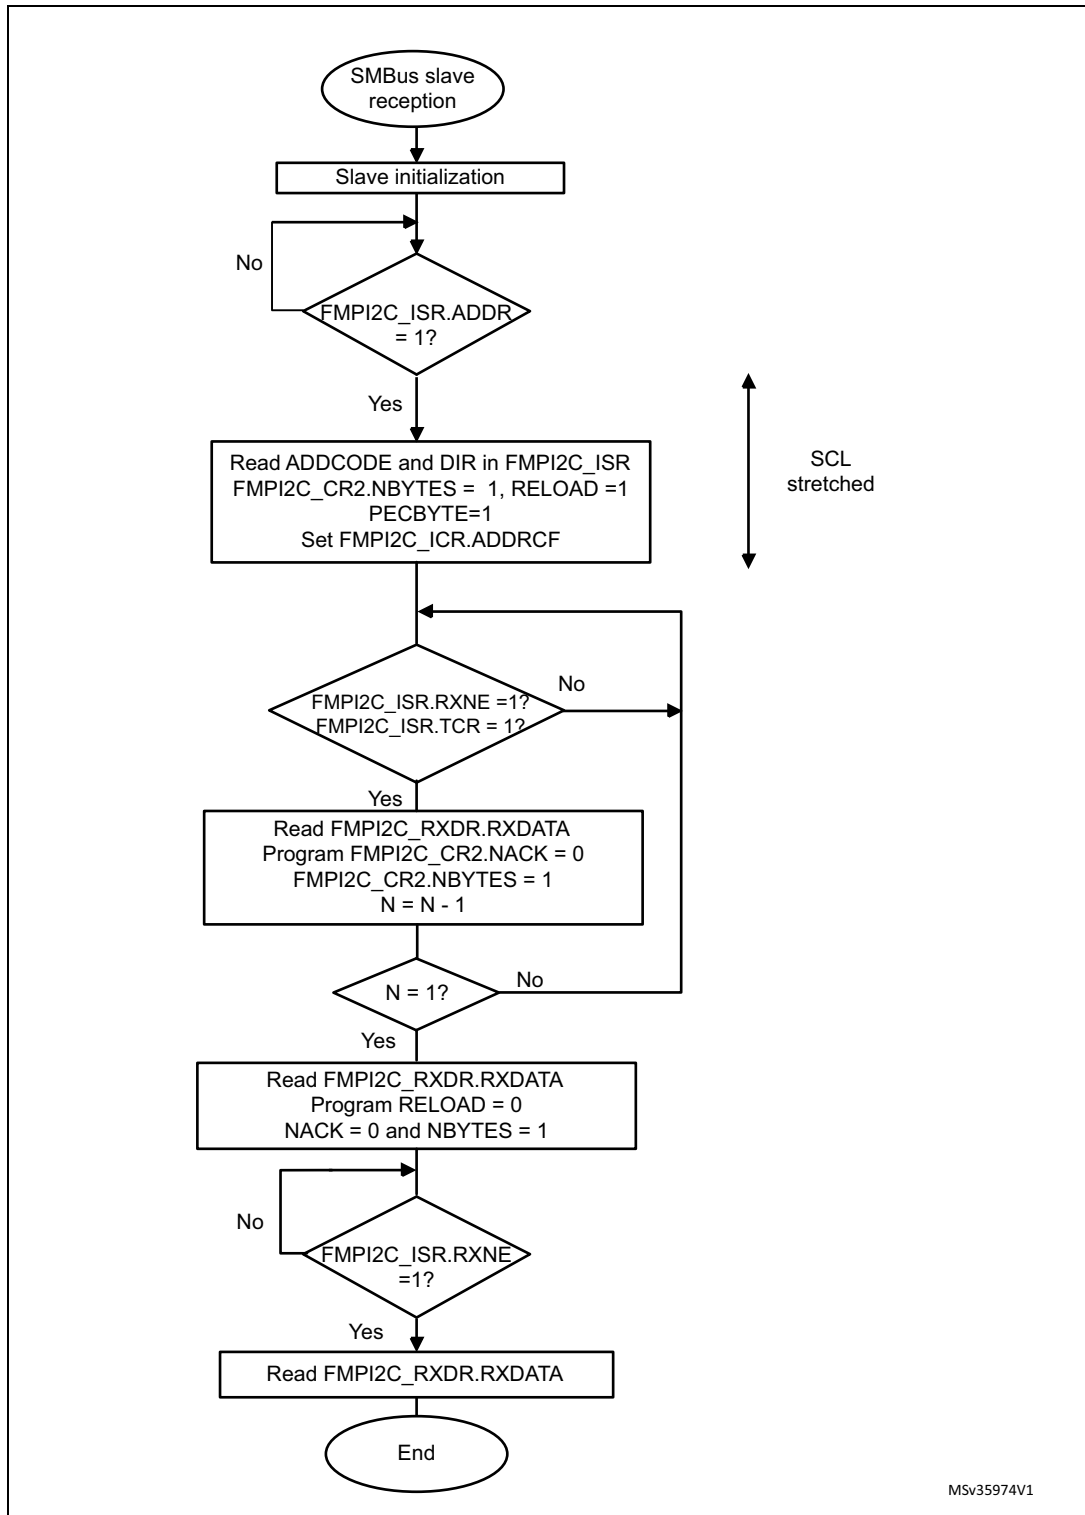 SMBus slave
reception
Slave initialization
No
FMPI2C_ISR.ADDR
= 1?
Yes
Read ADDCODE and DIR in FMPI2C_ISR
FMPI2C_CR2.NBYTES = 1, RELOAD =1
PECBYTE=1
Set FMPI2C_ICR.ADDRCF
SCL
stretched
FMPI2C_ISR.RXNE =1?
FMPI2C_ISR.TCR = 1?
No
Yes
Read FMPI2C_RXDR.RXDATA
Program FMPI2C_CR2.NACK = 0
FMPI2C_CR2.NBYTES = 1
N = N - 1
N = 1?
No
Yes
Read FMPI2C_RXDR.RXDATA
Program RELOAD = 0
NACK = 0 and NBYTES = 1
No
FMPI2C_ISR.RXNE
=1?
Yes
Read FMPI2C_RXDR.RXDATA
End
MSv35974V1